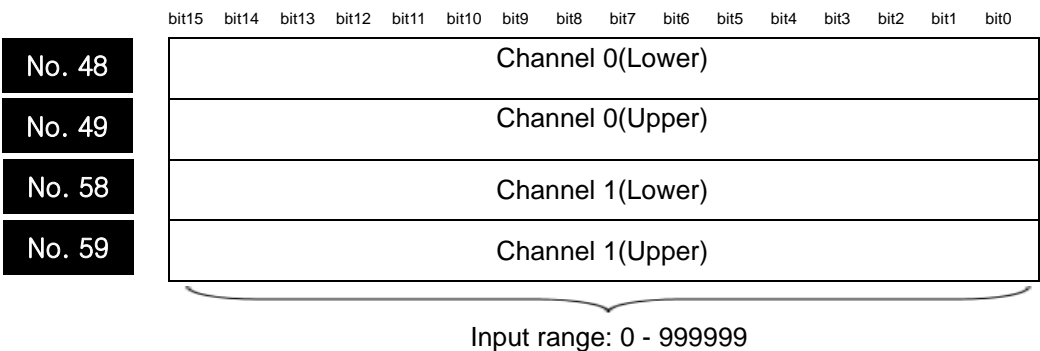 bit15 bit14 bit13 bit12 bit11 bit10 bit9 bit8 bit7 bit6 bit5 bit4 bit3 bit2 bit1 bit0
No. 48 Channel 0(Lower)
No. 49 Channel 0(Upper)
No. 58 Channel 1(Lower)
No. 59 Channel 1(Upper)
Input range: 0 - 999999